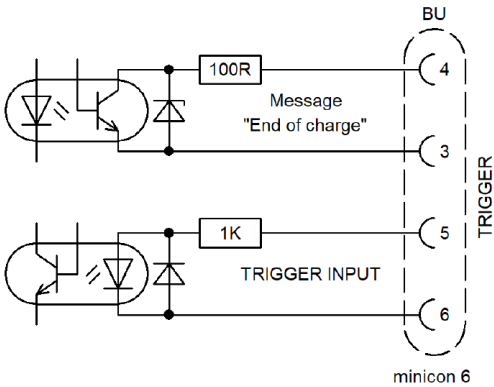 BU
100R
4
Message
"End of charge"
3
TRIGGER
1K
5
TRIGGER INPUT
6
minicon 6